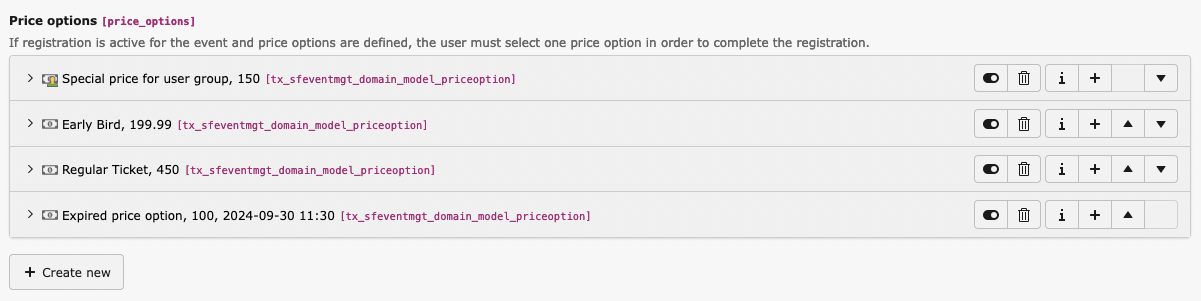 Price options [price_options]
If registration is active for the event and price options are defined, the user must select one price option in order to complete the registration.
Special price for user group, 150 [tx_sfeventmgt_domain_model_priceoption]
Early Bird, 199.99 [tx_sfeventmgt_domain_model_priceoption]
Regular Ticket, 450 [tx_sfeventmgt_domain_model_priceoption]
Expired price option, 100, 2024-09-30 11:30 [tx_sfeventmgt_domain_model_priceoption]
+ Create new